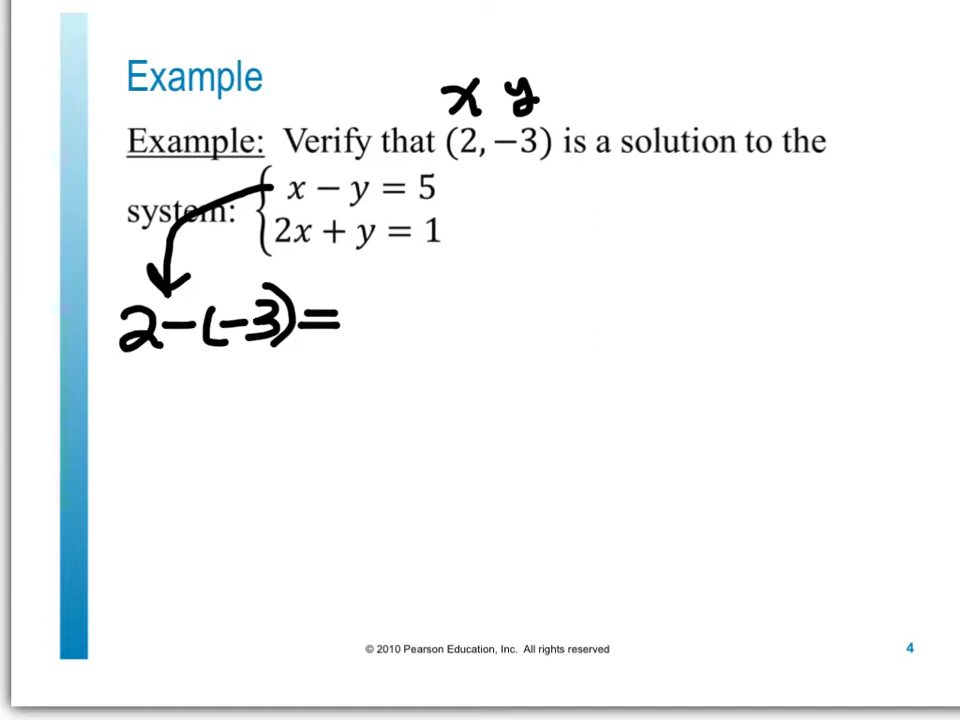 Example
x y
Example: Verify that (2, −3) is a solution to the
system: { x − y = 5
2x + y = 1
2 − (−3) =
© 2010 Pearson Education, Inc. All rights reserved
4